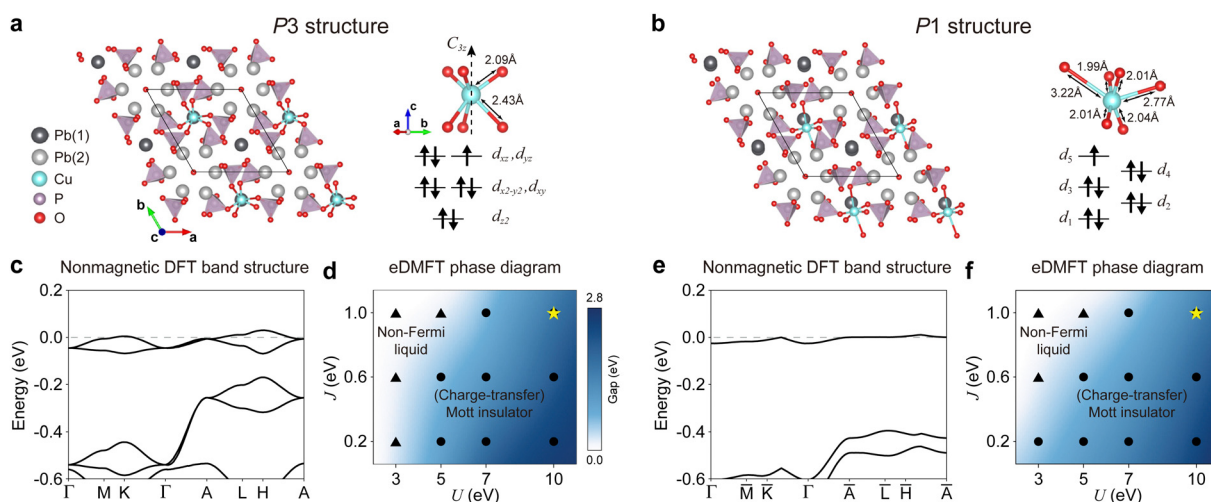 a
P3 structure
Pb(1)
Pb(2)
Cu
P
O
b
c
a
C3z
2.09Å
2.43Å
c
a
b
dxz,dyz
dx2-y2,dxy
dz2
b
P1 structure
1.99Å
2.01Å
3.22Å
2.77Å
2.01Å
2.04Å
d5
d4
d3
d2
d1
c
Nonmagnetic DFT band structure
Energy (eV)
0.2
0.0
-0.2
-0.4
-0.6
Γ M K Γ A L H A
d
eDMFT phase diagram
J (eV)
1.0
0.6
0.2
Non-Fermi
liquid
(Charge-transfer)
Mott insulator
3 5 7 10
U (eV)
2.8
Gap (eV)
0.0
e
Nonmagnetic DFT band structure
Energy (eV)
0.2
0.0
-0.2
-0.4
-0.6
Γ M̅ K̅ Γ A̅ L̅ H̅ A̅
f
eDMFT phase diagram
J (eV)
1.0
0.6
0.2
Non-Fermi
liquid
(Charge-transfer)
Mott insulator
3 5 7 10
U (eV)